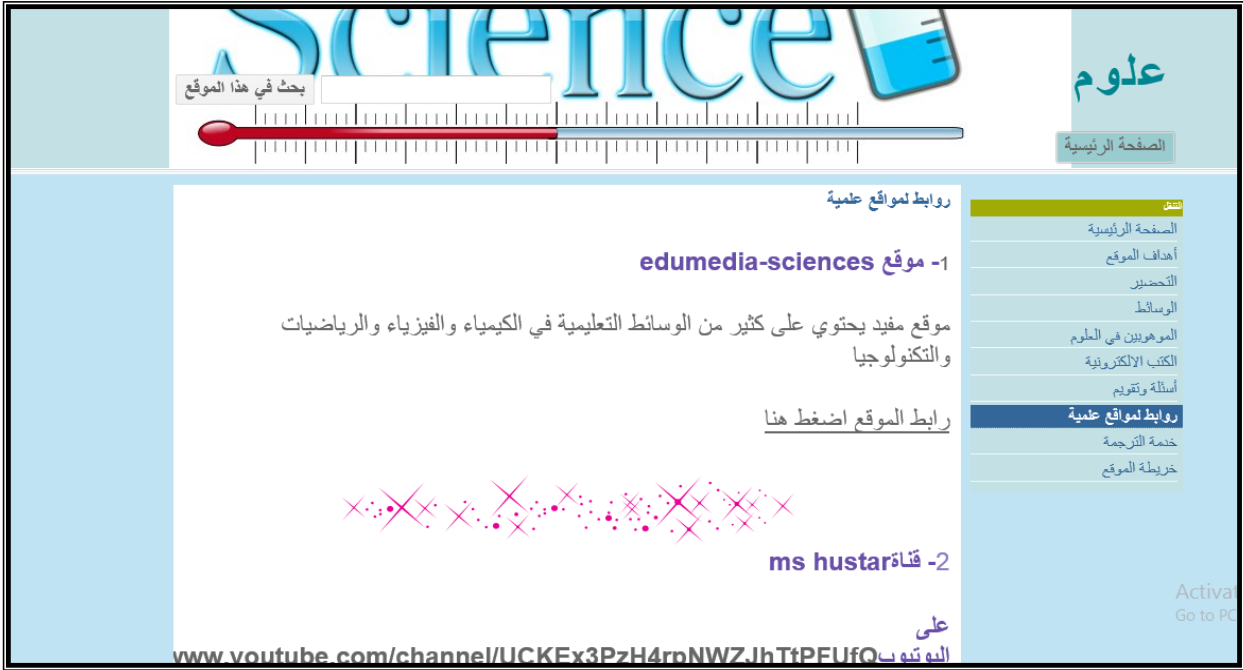 Science
علوم
بحث في هذا الموقع
الصفحة الرئيسية
التنقل
الصفحة الرئيسية
أهداف الموقع
التحضير
الوسائط
الموهوبين في العلوم
الكتب الالكترونية
أسئلة وتقويم
روابط لمواقع علمية
خدمة الترجمة
خريطة الموقع
روابط لمواقع علمية
1- موقع edumedia-sciences
موقع مفيد يحتوي على كثير من الوسائط التعليمية في الكيمياء والفيزياء والرياضيات
والتكنولوجيا
رابط الموقع اضغط هنا
2- قناةms hustar
على
اليوتيوبwww.youtube.com/channel/UCKEx3PzH4rpNWZJhTtPFUfQ
Activat
Go to PC